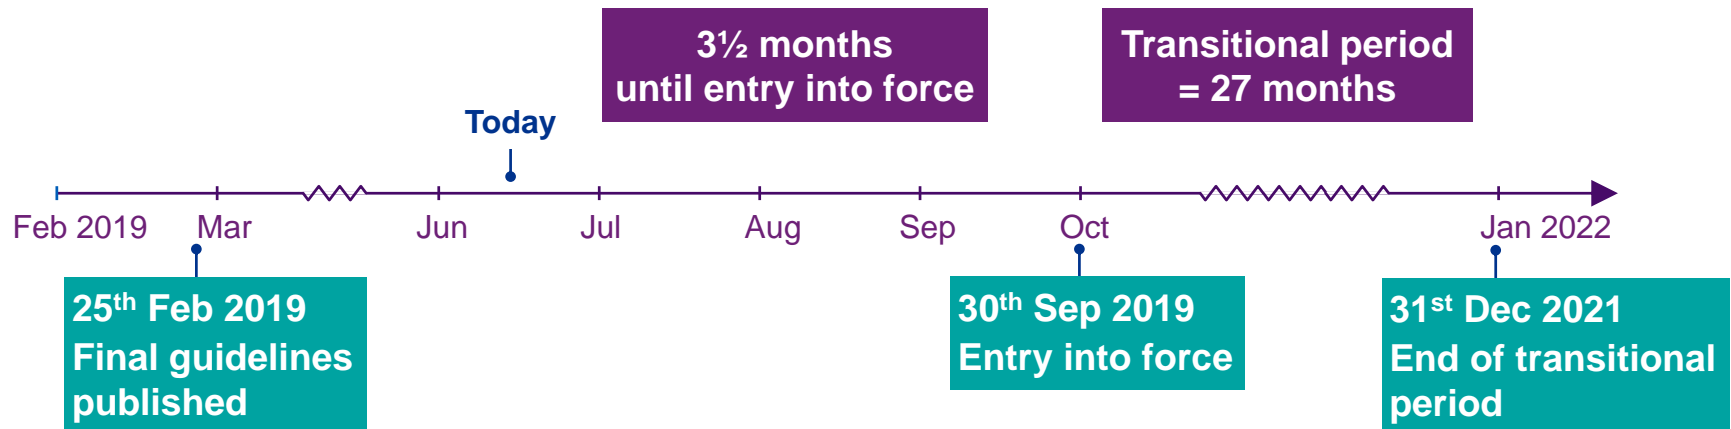 3½ months
until entry into force
Transitional period
= 27 months
Today
Feb 2019
Mar
Jun
Jul
Aug
Sep
Oct
Jan 2022
25th Feb 2019
Final guidelines
published
30th Sep 2019
Entry into force
31st Dec 2021
End of transitional
period